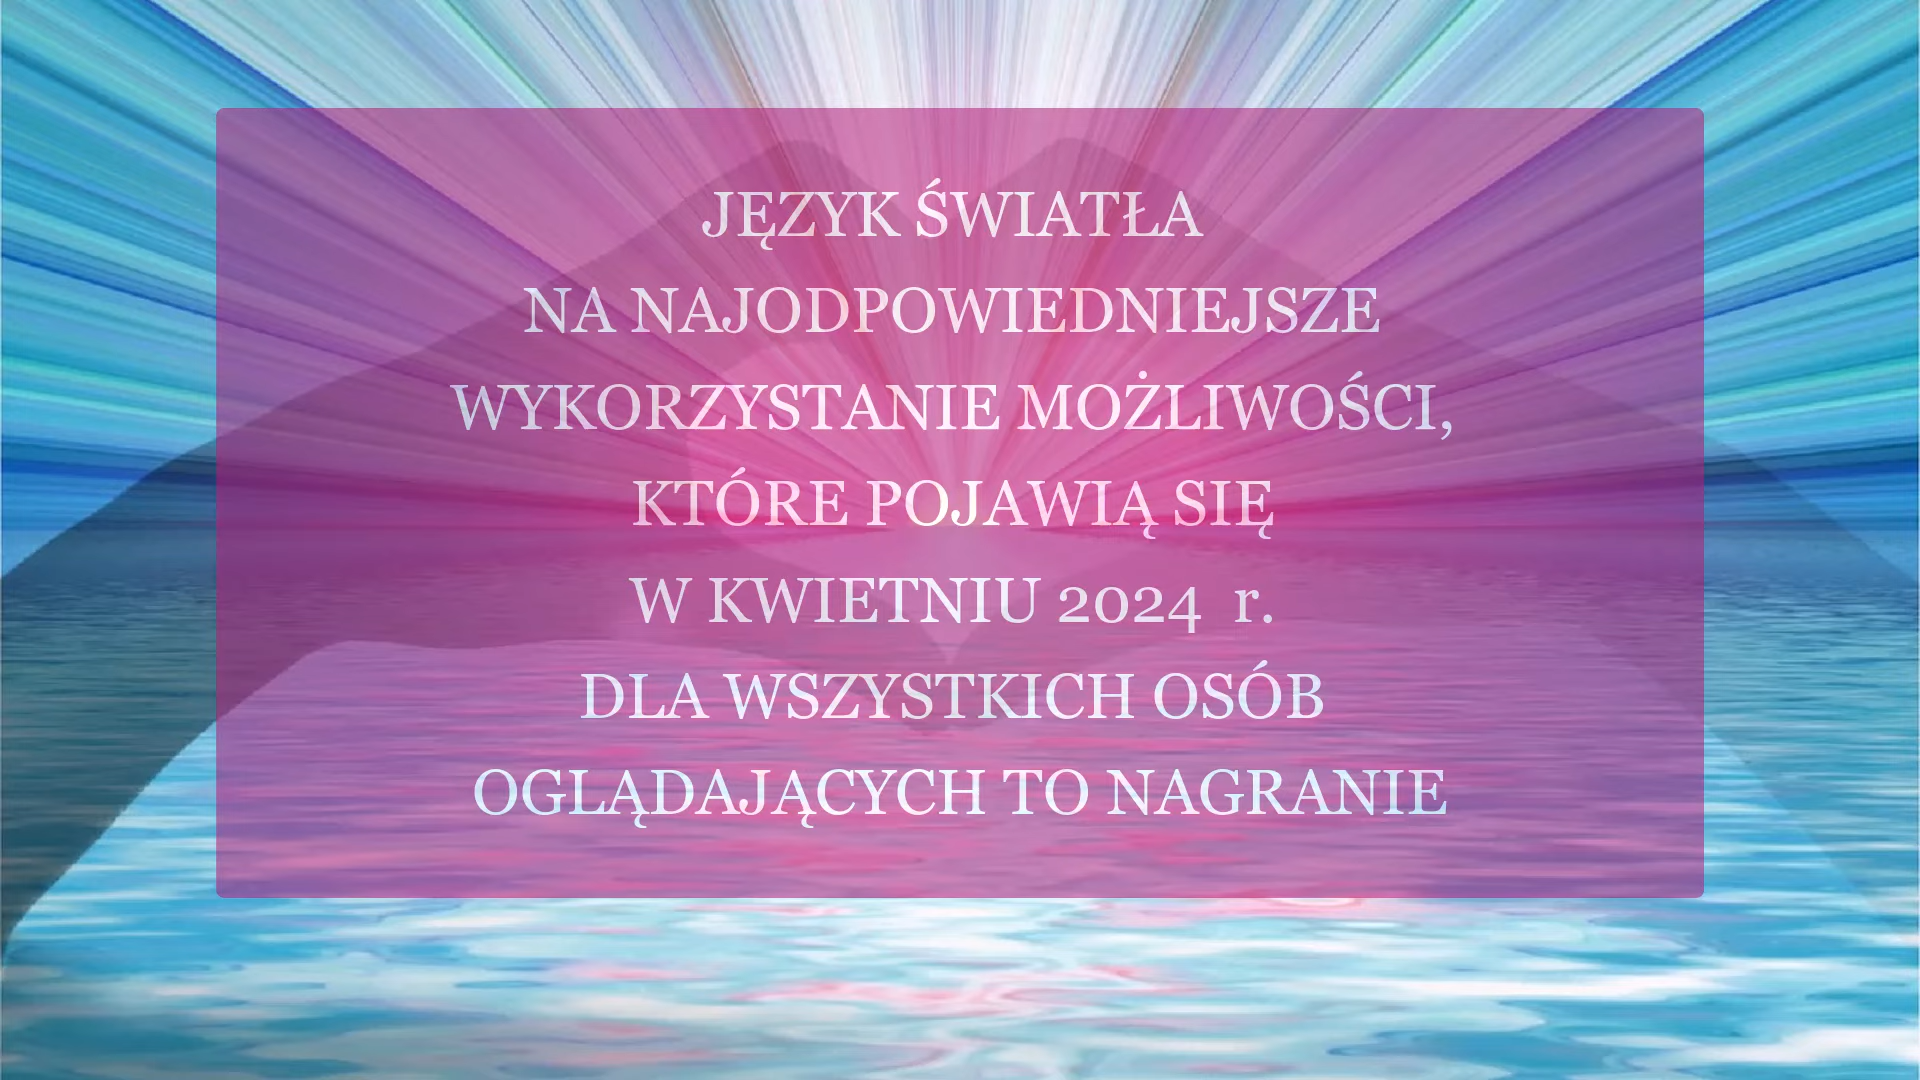 JĘZYK ŚWIATŁA
NA NAJODPOWIEDNIEJSZE
WYKORZYSTANIE MOŻLIWOŚCI,
KTÓRE POJAWIĄ SIĘ
W KWIETNIU 2024 r.
DLA WSZYSTKICH OSÓB
OGLĄDAJĄCYCH TO NAGRANIE